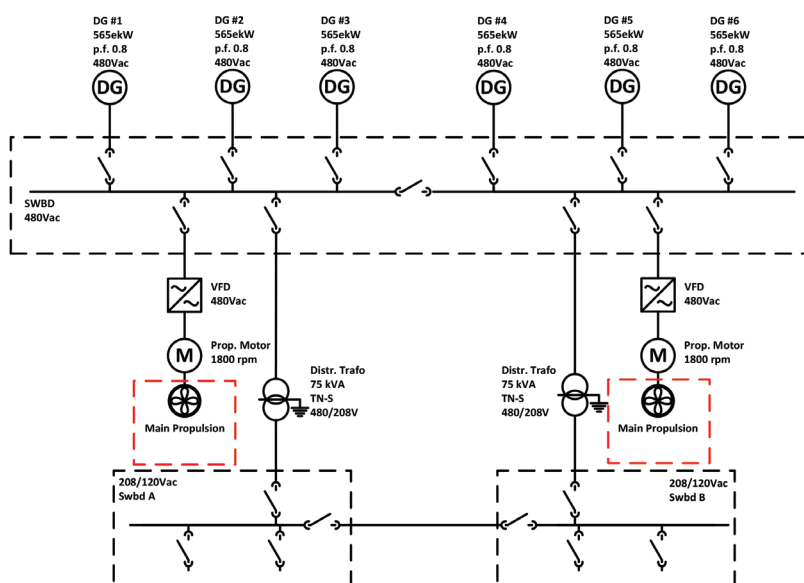 DG #1
565ekW
p.f. 0.8
480Vac
DG #2
565ekW
p.f. 0.8
480Vac
DG #3
565ekW
p.f. 0.8
480Vac
DG #4
565ekW
p.f. 0.8
480Vac
DG #5
565ekW
p.f. 0.8
480Vac
DG #6
565ekW
p.f. 0.8
480Vac
DG
DG
DG
DG
DG
DG
SWBD
480Vac
VFD
480Vac
VFD
480Vac
M
Prop. Motor
1800 rpm
M
Prop. Motor
1800 rpm
Distr. Trafo
75 kVA
TN-S
480/208V
Distr. Trafo
75 kVA
TN-S
480/208V
Main Propulsion
Main Propulsion
208/120Vac
Swbd A
208/120Vac
Swbd B